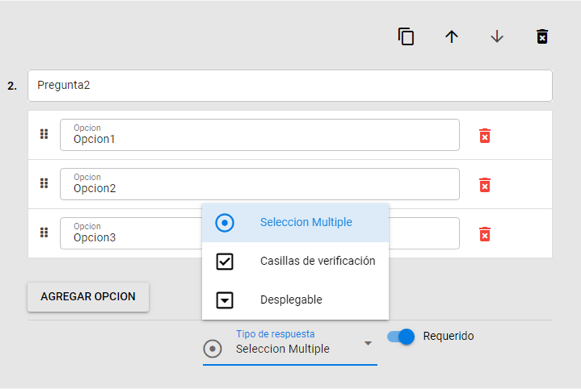 2.
Pregunta2
Opcion
Opcion1
Opcion
Opcion2
Opcion
Opcion3
Seleccion Multiple
Casillas de verificación
Desplegable
AGREGAR OPCION
Tipo de respuesta
Seleccion Multiple
Requerido